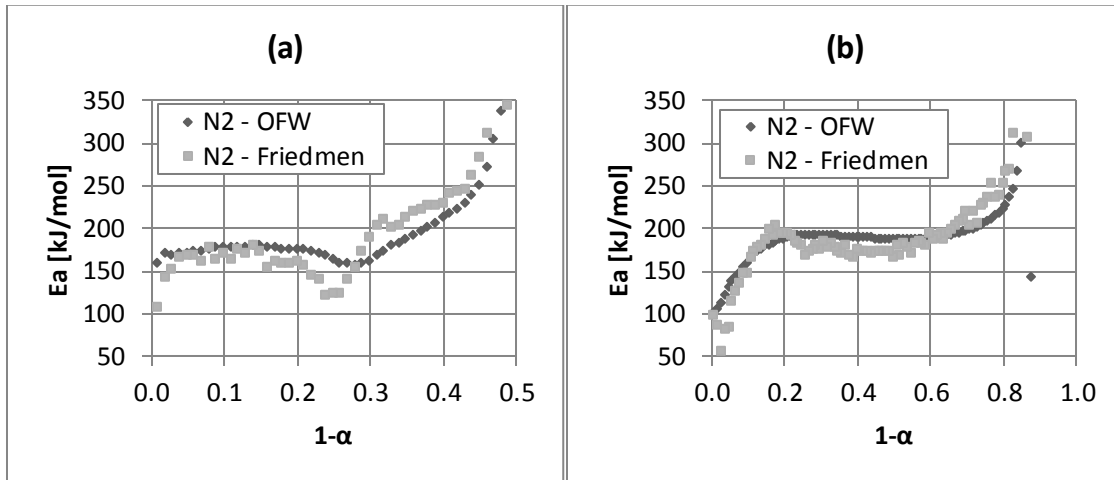 (a)
350
300
250
200
150
100
50
Ea [kJ/mol]
N2 - OFW
N2 - Friedmen
0.0 0.1 0.2 0.3 0.4 0.5
1-α
(b)
350
300
250
200
150
100
50
Ea [kJ/mol]
N2 - OFW
N2 - Friedmen
0.0 0.2 0.4 0.6 0.8 1.0
1-α